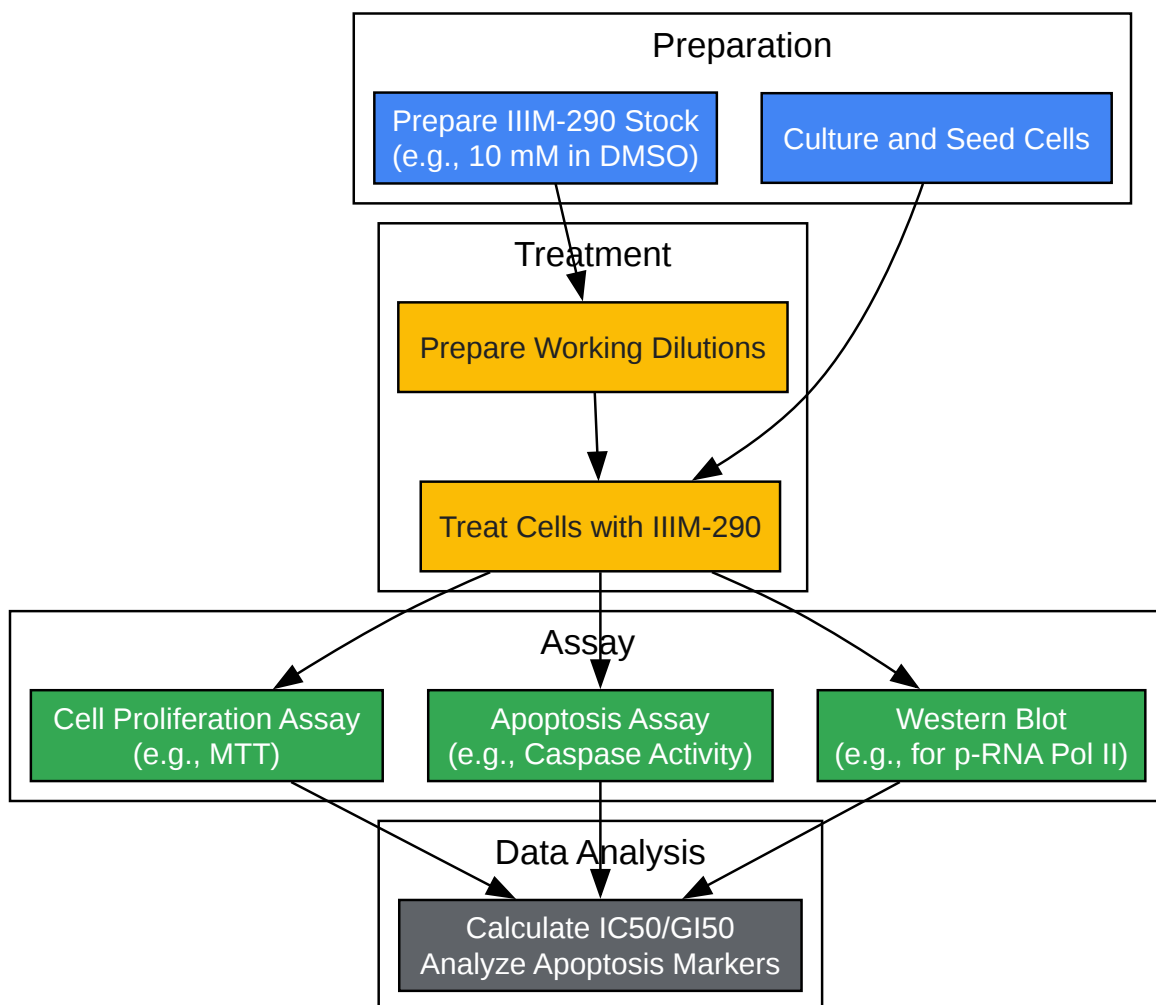 Preparation
Prepare IIIM-290 Stock
(e.g., 10 mM in DMSO)
Culture and Seed Cells
Treatment
Prepare Working Dilutions
Treat Cells with IIIM-290
Assay
Cell Proliferation Assay
(e.g., MTT)
Apoptosis Assay
(e.g., Caspase Activity)
Western Blot
(e.g., for p-RNA Pol II)
Data Analysis
Calculate IC50/GI50
Analyze Apoptosis Markers